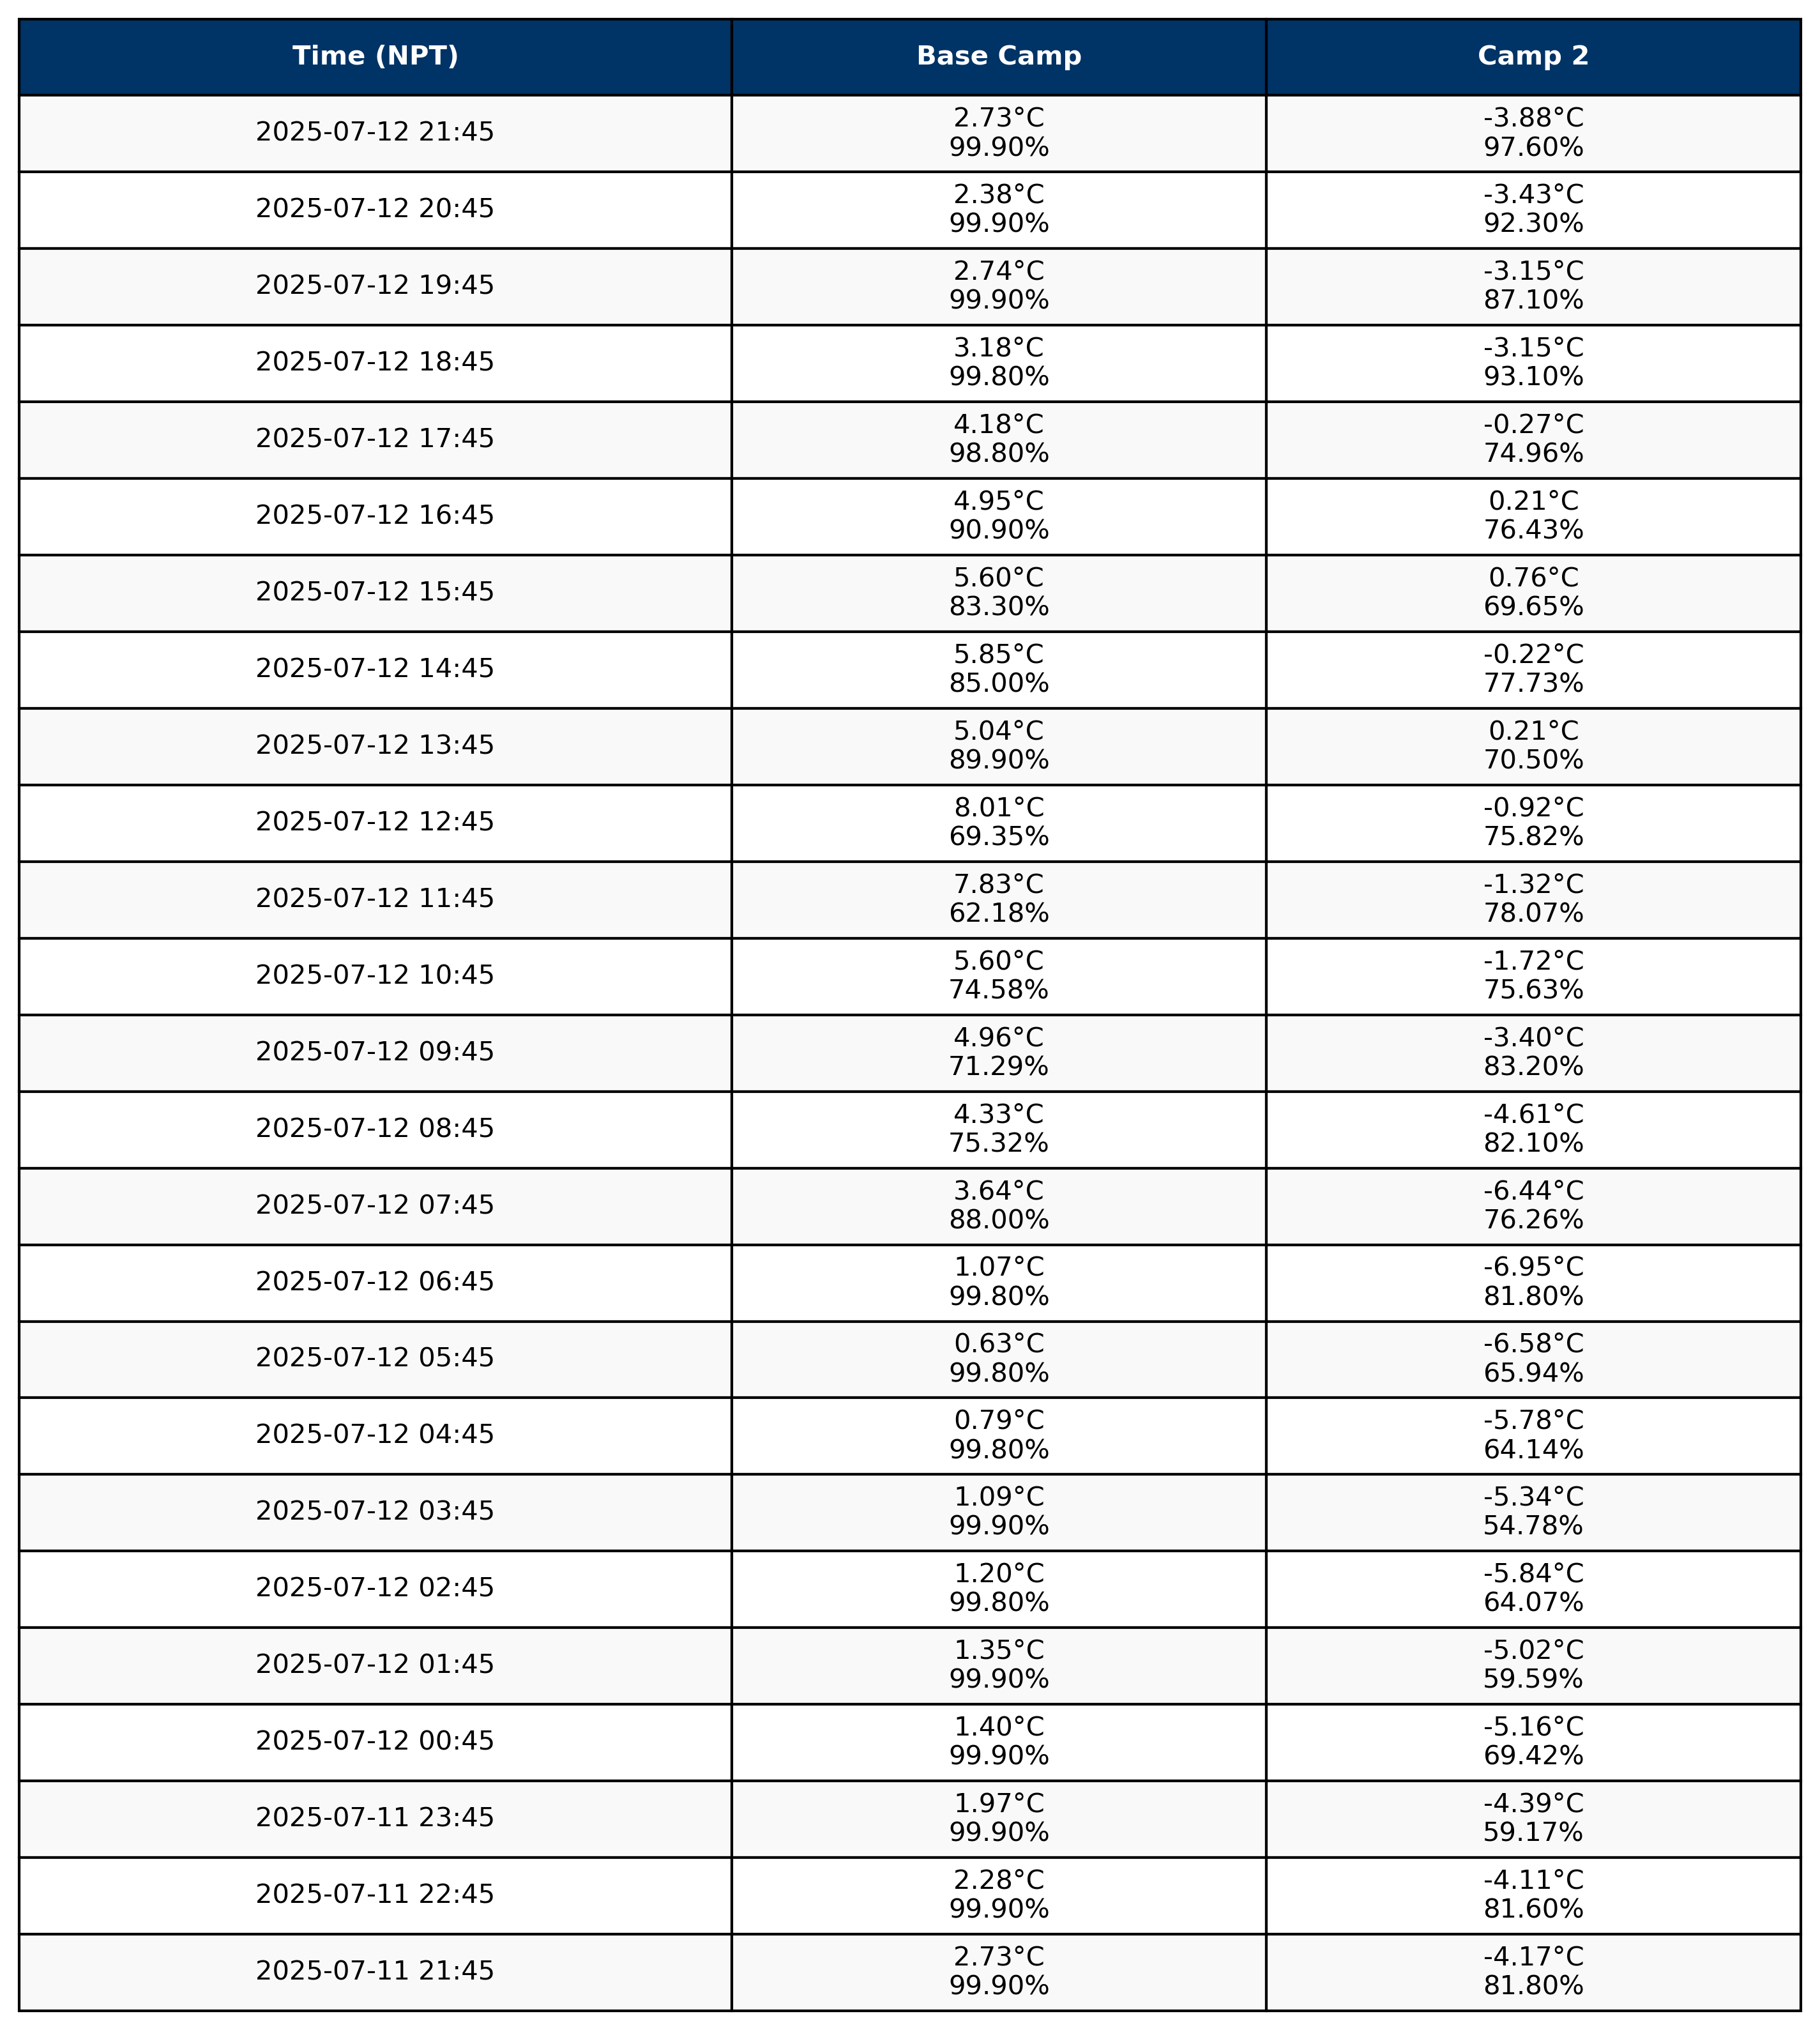 Time (NPT) Base Camp Camp 2
2025-07-12 21:45 2.73°C -3.88°C
99.90% 97.60%
2025-07-12 20:45 2.38°C -3.43°C
99.90% 92.30%
2025-07-12 19:45 2.74°C -3.15°C
99.90% 87.10%
2025-07-12 18:45 3.18°C -3.15°C
99.80% 93.10%
2025-07-12 17:45 4.18°C -0.27°C
98.80% 74.96%
2025-07-12 16:45 4.95°C 0.21°C
90.90% 76.43%
2025-07-12 15:45 5.60°C 0.76°C
83.30% 69.65%
2025-07-12 14:45 5.85°C -0.22°C
85.00% 77.73%
2025-07-12 13:45 5.04°C 0.21°C
89.90% 70.50%
2025-07-12 12:45 8.01°C -0.92°C
69.35% 75.82%
2025-07-12 11:45 7.83°C -1.32°C
62.18% 78.07%
2025-07-12 10:45 5.60°C -1.72°C
74.58% 75.63%
2025-07-12 09:45 4.96°C -3.40°C
71.29% 83.20%
2025-07-12 08:45 4.33°C -4.61°C
75.32% 82.10%
2025-07-12 07:45 3.64°C -6.44°C
88.00% 76.26%
2025-07-12 06:45 1.07°C -6.95°C
99.80% 81.80%
2025-07-12 05:45 0.63°C -6.58°C
99.80% 65.94%
2025-07-12 04:45 0.79°C -5.78°C
99.80% 64.14%
2025-07-12 03:45 1.09°C -5.34°C
99.90% 54.78%
2025-07-12 02:45 1.20°C -5.84°C
99.80% 64.07%
2025-07-12 01:45 1.35°C -5.02°C
99.90% 59.59%
2025-07-12 00:45 1.40°C -5.16°C
99.90% 69.42%
2025-07-11 23:45 1.97°C -4.39°C
99.90% 59.17%
2025-07-11 22:45 2.28°C -4.11°C
99.90% 81.60%
2025-07-11 21:45 2.73°C -4.17°C
99.90% 81.80%